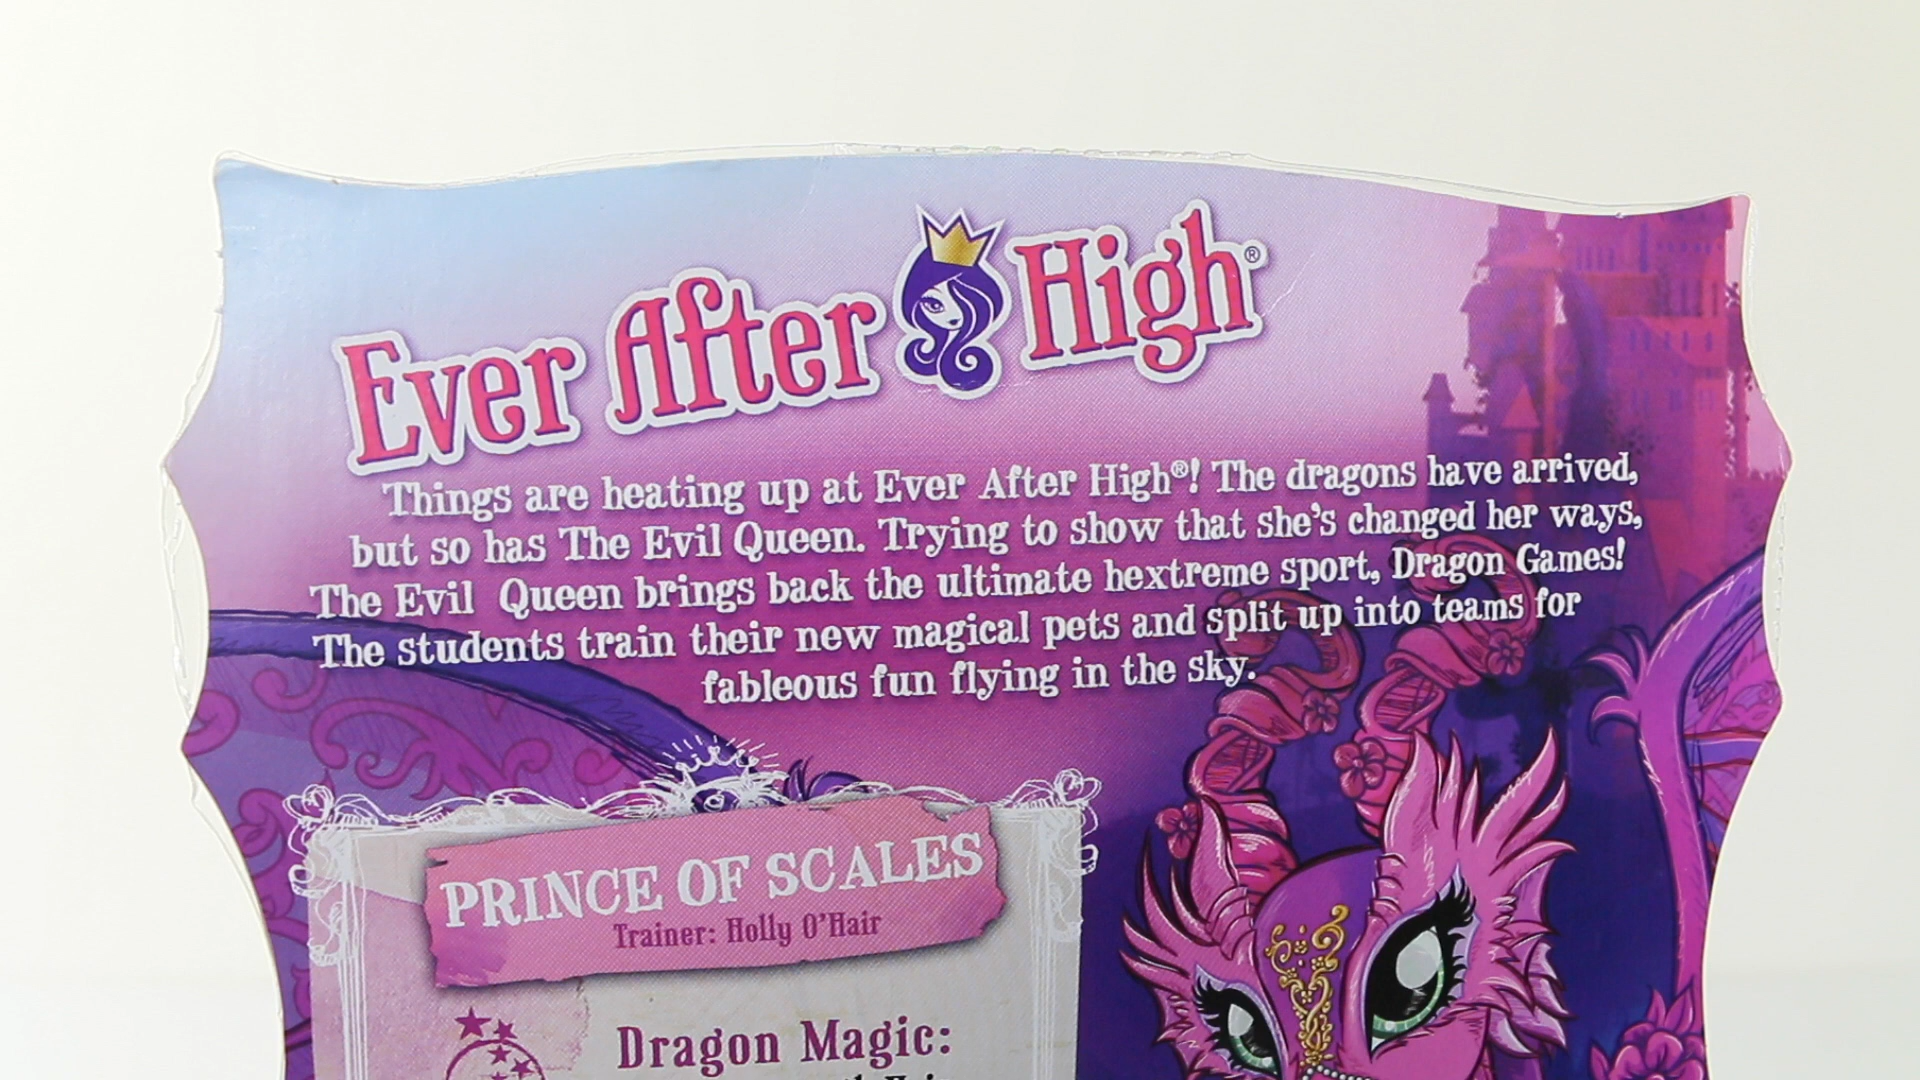 Ever After High®
Things are heating up at Ever After High®! The dragons have arrived,
but so has The Evil Queen. Trying to show that she's changed her ways,
The Evil Queen brings back the ultimate hextreme sport, Dragon Games!
The students train their new magical pets and split up into teams for
fableous fun flying in the sky.
PRINCE OF SCALES
Trainer: Holly O'Hair
Dragon Magic: